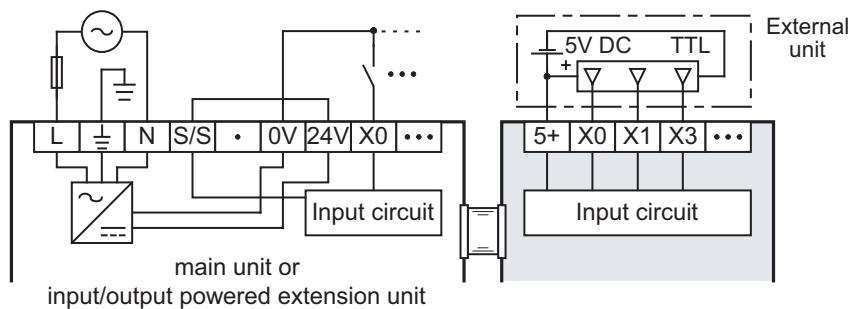 External
unit
5V DC TTL
+
L N S/S • 0V 24V X0 •••
5+ X0 X1 X3 •••
Input circuit
Input circuit
main unit or
input/output powered extension unit